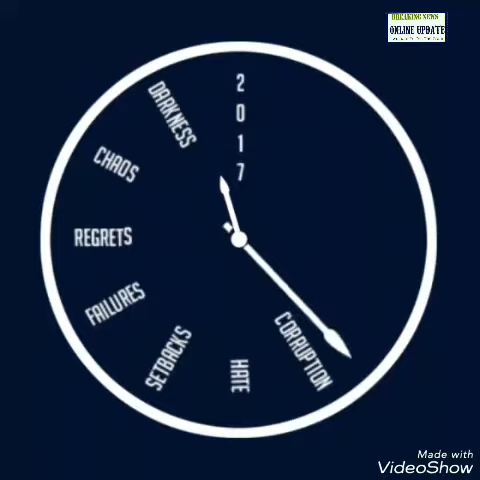 BREAKING NEWS
ONLINE UPDATE
2
0
1
7
DARKNESS
CHAOS
REGRETS
FAILURES
SETBACKS
HATE
CORRUPTION
Made with
VideoShow